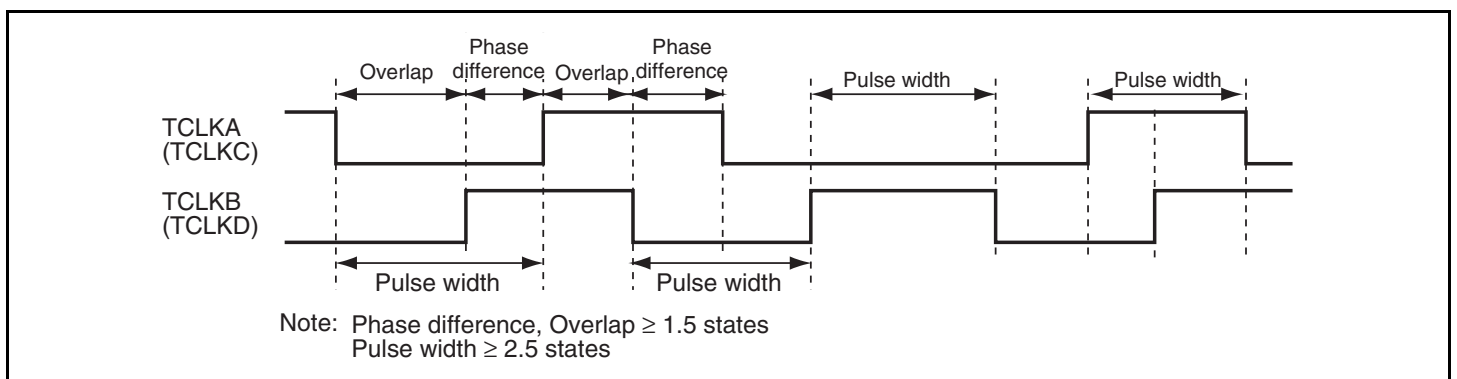 Overlap
Phase
difference
Overlap
Phase
difference
Pulse width
Pulse width
TCLKA
(TCLKC)
TCLKB
(TCLKD)
Pulse width
Pulse width
Note: Phase difference, Overlap ≥ 1.5 states
Pulse width ≥ 2.5 states